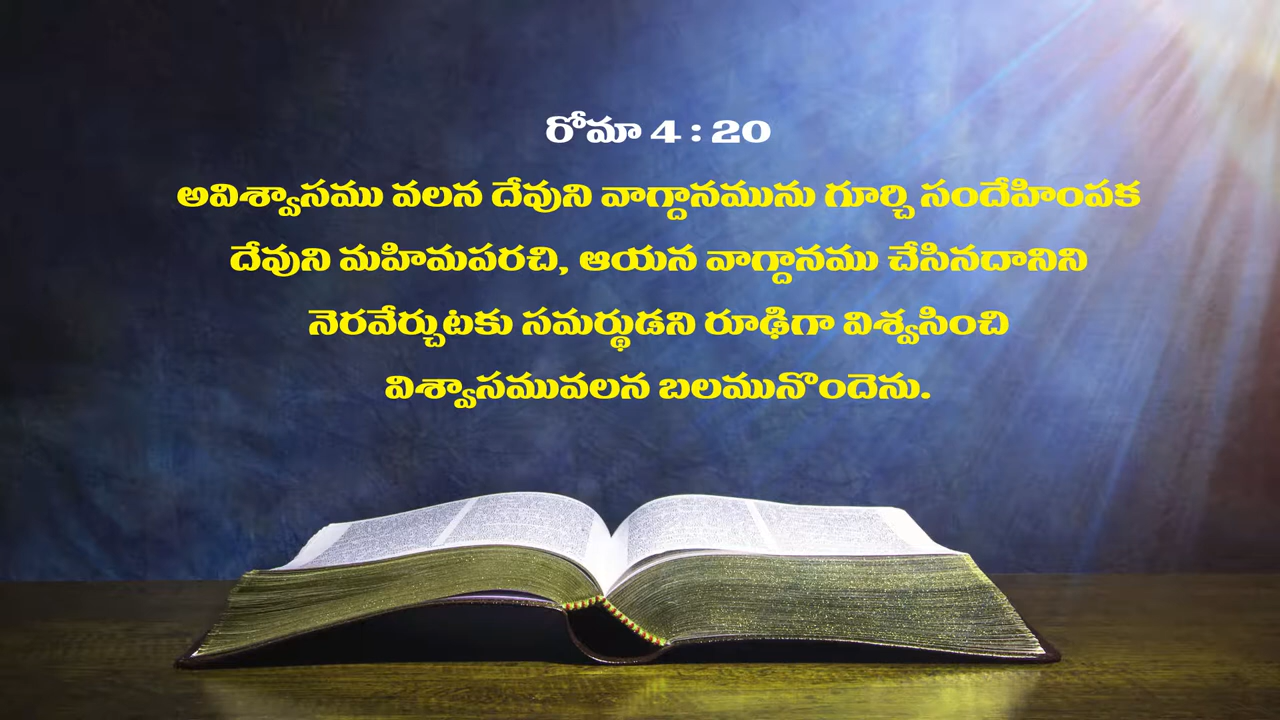 రోమా 4 : 20
అవిశ్వాసము వలన దేవుని వాగ్దానమును గూర్చి సందేహింపక
దేవుని మహిమపరచి, ఆయన వాగ్దానము చేసినదానిని
నెరవేర్చుటకు సమర్థుడని రూఢిగా విశ్వసించి
విశ్వాసమువలన బలమునొందెను.